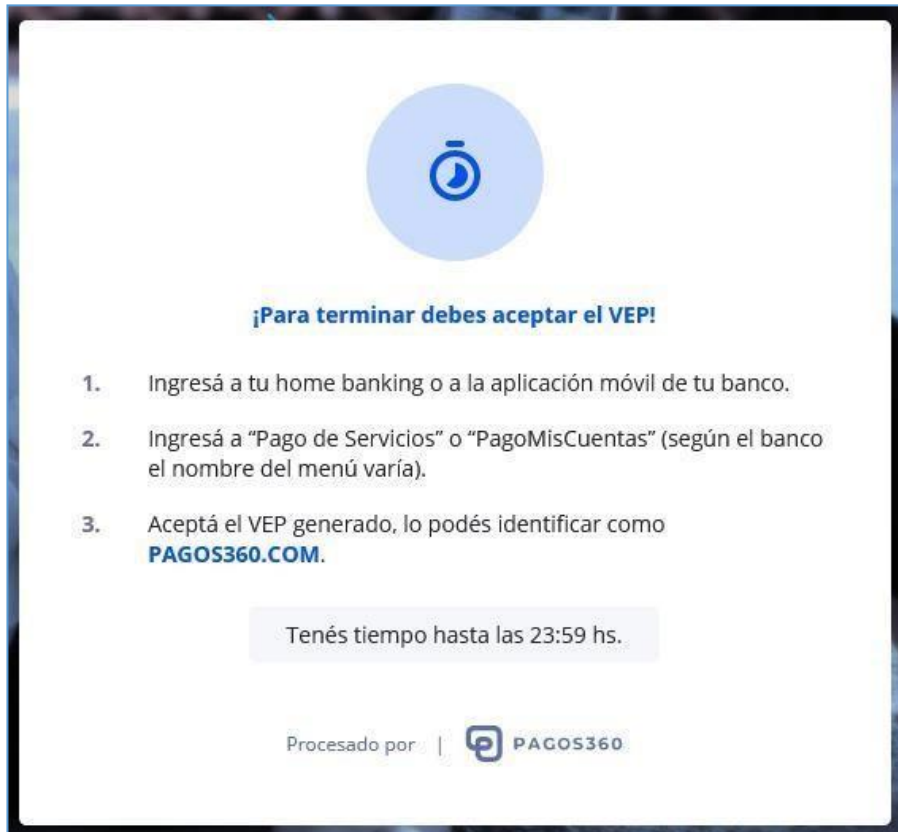 ¡Para terminar debes aceptar el VEP!
1. Ingresá a tu home banking o a la aplicación móvil de tu banco.
2. Ingresá a “Pago de Servicios” o “PagoMisCuentas” (según el banco
el nombre del menú varía).
3. Aceptá el VEP generado, lo podés identificar como
PAGOS360.COM.
Tenés tiempo hasta las 23:59 hs.
Procesado por | PAGOS360